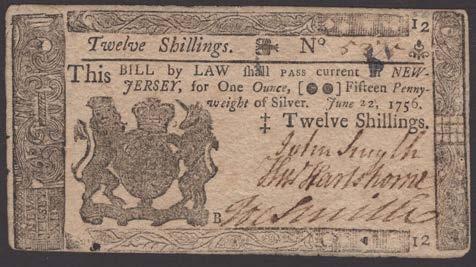 12
Twelve Shillings. No
This BILL by LAW shall PASS current in NEW-
JERSEY, for One Ounce, [●●] Fifteen Penny-
weight of Silver. June 22, 1756.
‡ Twelve Shillings.
John Smyth
Hartshorne
B
Smith
12